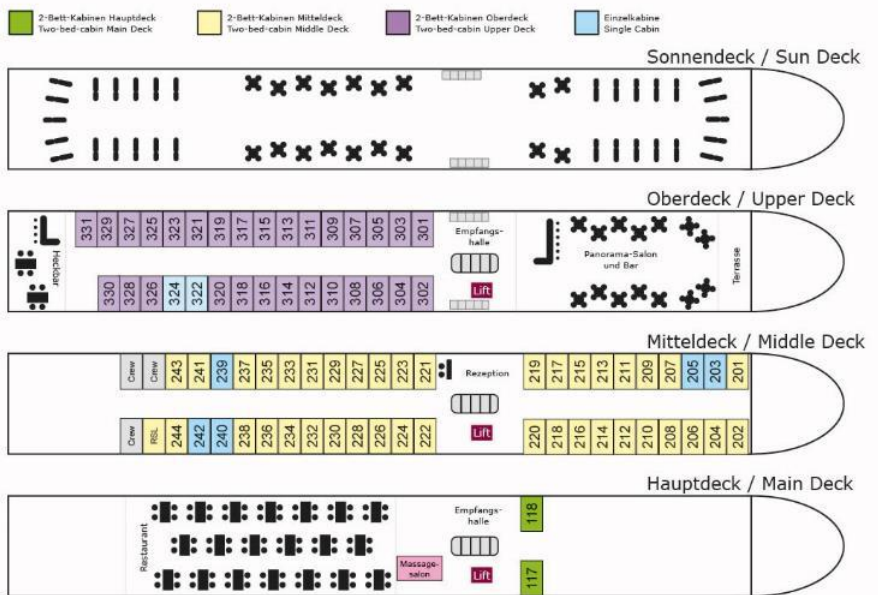 2-Bett-Kabinen Hauptdeck
Two-bed-cabin Main Deck
2-Bett-Kabinen Mitteldeck
Two-bed-cabin Middle Deck
2-Bett-Kabinen Oberdeck
Two-bed-cabin Upper Deck
Einzelkabine
Single Cabin
Sonnendeck / Sun Deck
Oberdeck / Upper Deck
331 329 327 325 323 321 319 317 315 313 311 309 307 305 303 301
Heckbar
Empfangs-
halle
Lift
Panorama-Salon
und Bar
Terrasse
330 328 326 324 322 320 318 316 314 312 310 308 306 304 302
Mitteldeck / Middle Deck
Crew Crew 243 241 239 237 235 233 231 229 227 225 223 221
Rezeption
219 217 215 213 211 209 207 205 203 201
Lift
Crew RSL 244 242 240 238 236 234 232 230 228 226 224 222
220 218 216 214 212 210 208 206 204 202
Hauptdeck / Main Deck
Restaurant
Massage-
salon
Empfangs-
halle
Lift
118
117